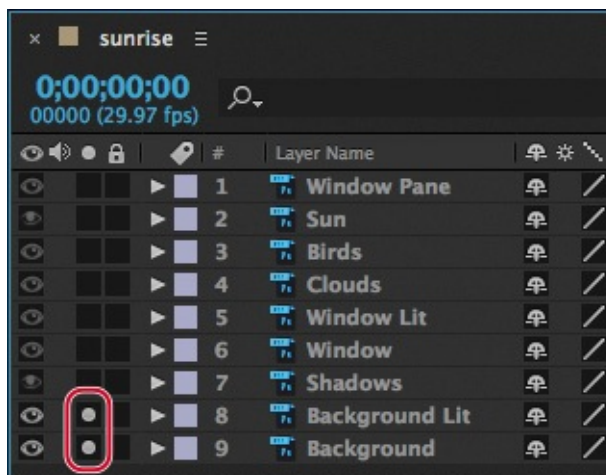 × sunrise ≡
0;00;00;00
00000 (29.97 fps)
# Layer Name
1 Window Pane
2 Sun
3 Birds
4 Clouds
5 Window Lit
6 Window
7 Shadows
8 Background Lit
9 Background